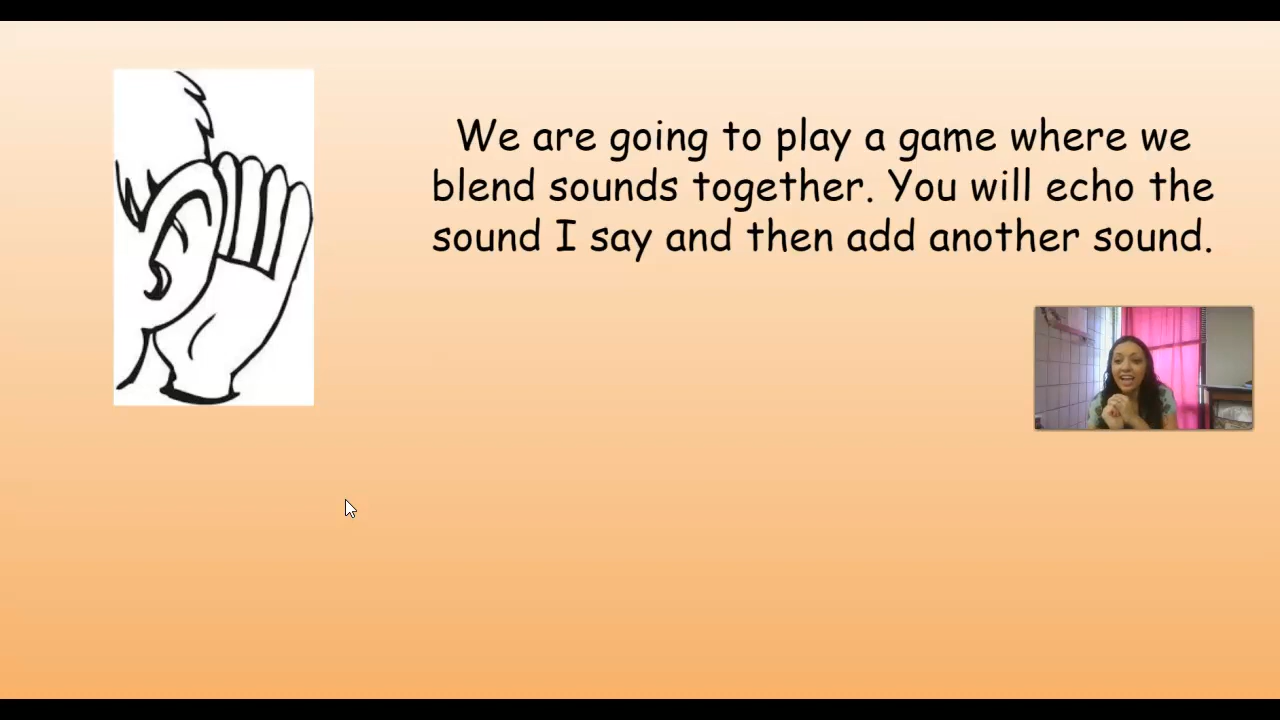 We are going to play a game where we
blend sounds together. You will echo the
sound I say and then add another sound.